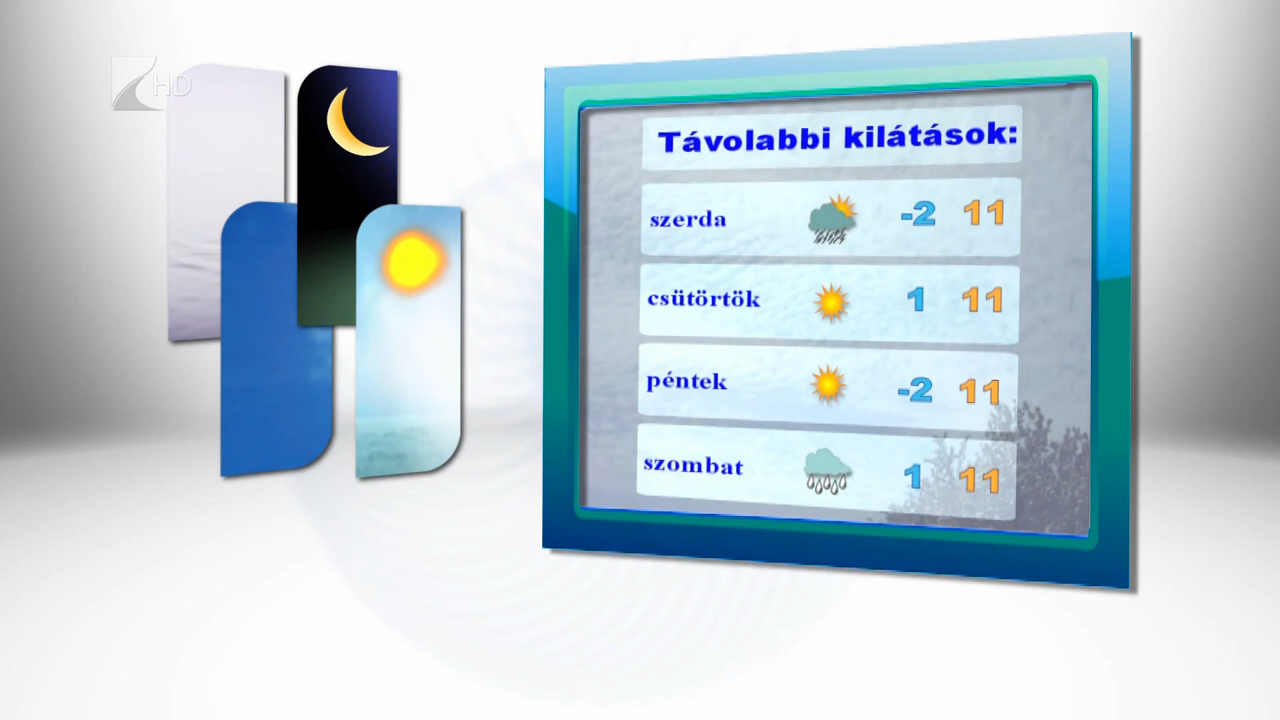 HD
Távolabbi kilátások:
szerda -2 11
csütörtök 1 11
péntek -2 11
szombat 1 11